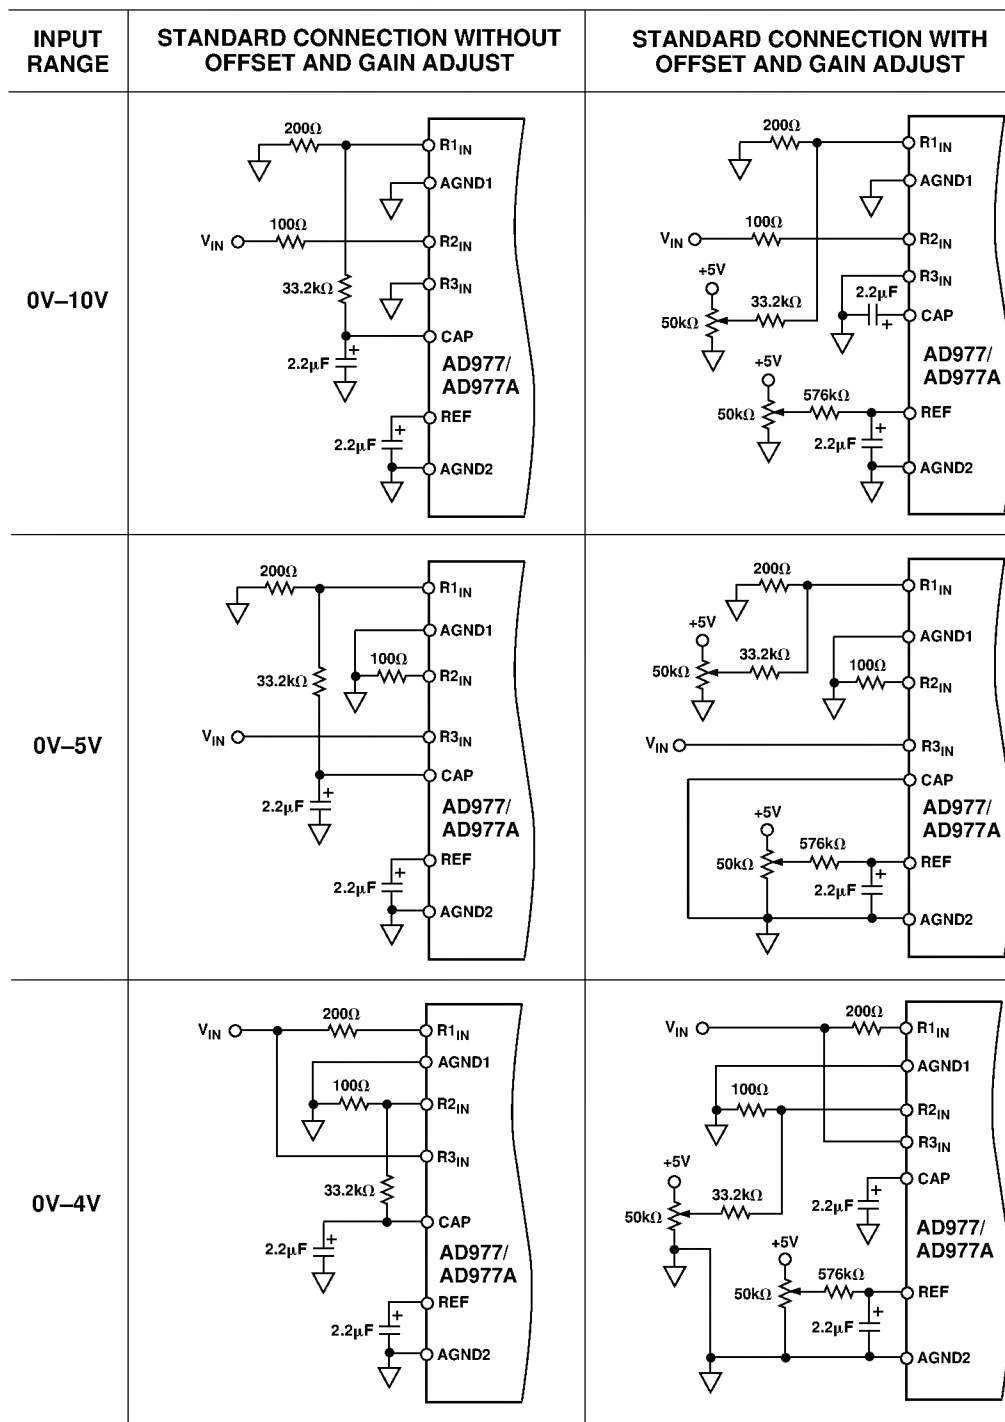 INPUT
RANGE
STANDARD CONNECTION WITHOUT
OFFSET AND GAIN ADJUST
STANDARD CONNECTION WITH
OFFSET AND GAIN ADJUST
0V–10V
200Ω
R1IN
AGND1
100Ω
VIN
R2IN
33.2kΩ
R3IN
CAP
+
2.2µF
AD977/
AD977A
REF
+
2.2µF
AGND2
200Ω
R1IN
AGND1
100Ω
VIN
R2IN
+5V
R3IN
2.2µF
33.2kΩ
50kΩ
CAP
+
AD977/
AD977A
+5V
576kΩ
50kΩ
REF
+
2.2µF
AGND2
0V–5V
200Ω
R1IN
AGND1
100Ω
33.2kΩ
R2IN
VIN
R3IN
CAP
+
2.2µF
AD977/
AD977A
REF
+
2.2µF
AGND2
200Ω
R1IN
+5V
AGND1
33.2kΩ
100Ω
50kΩ
R2IN
VIN
R3IN
CAP
AD977/
AD977A
+5V
576kΩ
50kΩ
REF
+
2.2µF
AGND2
0V–4V
200Ω
VIN
R1IN
AGND1
100Ω
R2IN
R3IN
33.2kΩ
CAP
+
2.2µF
AD977/
AD977A
REF
+
2.2µF
AGND2
200Ω
VIN
R1IN
AGND1
100Ω
R2IN
R3IN
+5V
CAP
33.2kΩ
+
2.2µF
50kΩ
AD977/
AD977A
+5V
576kΩ
50kΩ
REF
+
2.2µF
AGND2